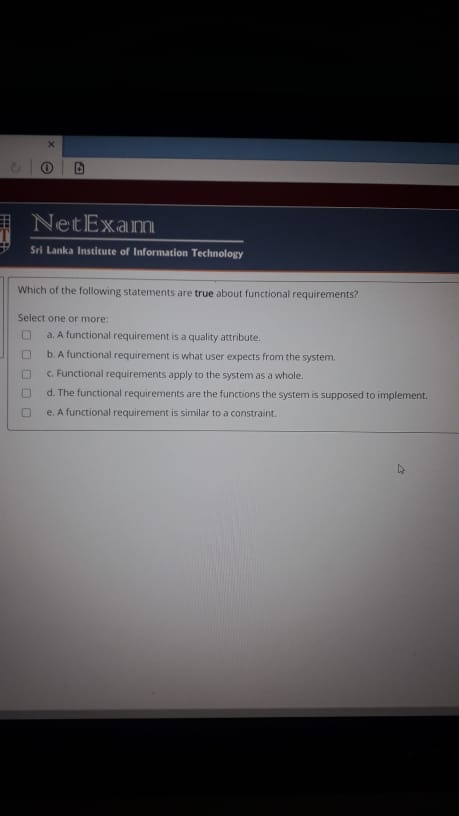 NetExam
Sri Lanka Institute of Information Technology
Which of the following statements are true about functional requirements?
Select one or more:
a. A functional requirement is a quality attribute.
b. A functional requirement is what user expects from the system.
c. Functional requirements apply to the system as a whole.
d. The functional requirements are the functions the system is supposed to implement.
e. A functional requirement is similar to a constraint.